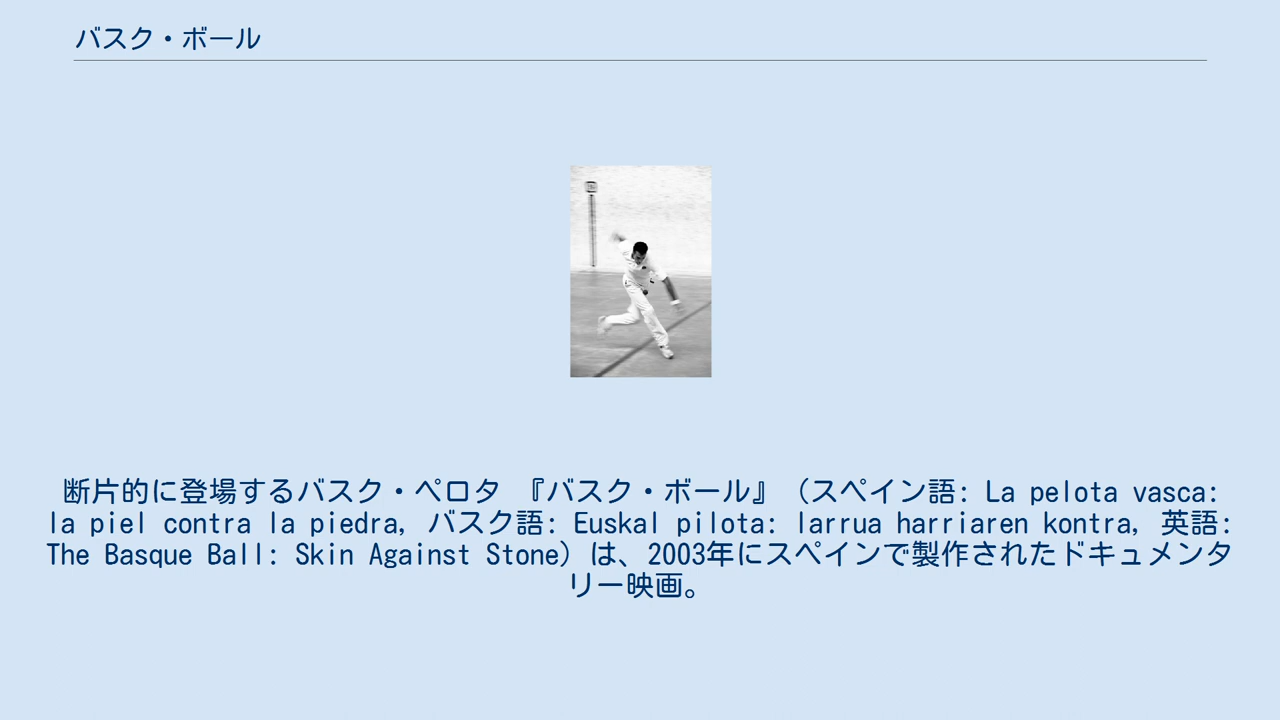 バスク・ボール
断片的に登場するバスク・ペロタ 『バスク・ボール』（スペイン語: La pelota vasca:
la piel contra la piedra, バスク語: Euskal pilota: larrua harriaren kontra, 英語:
The Basque Ball: Skin Against Stone）は、2003年にスペインで製作されたドキュメンタ
リー映画。